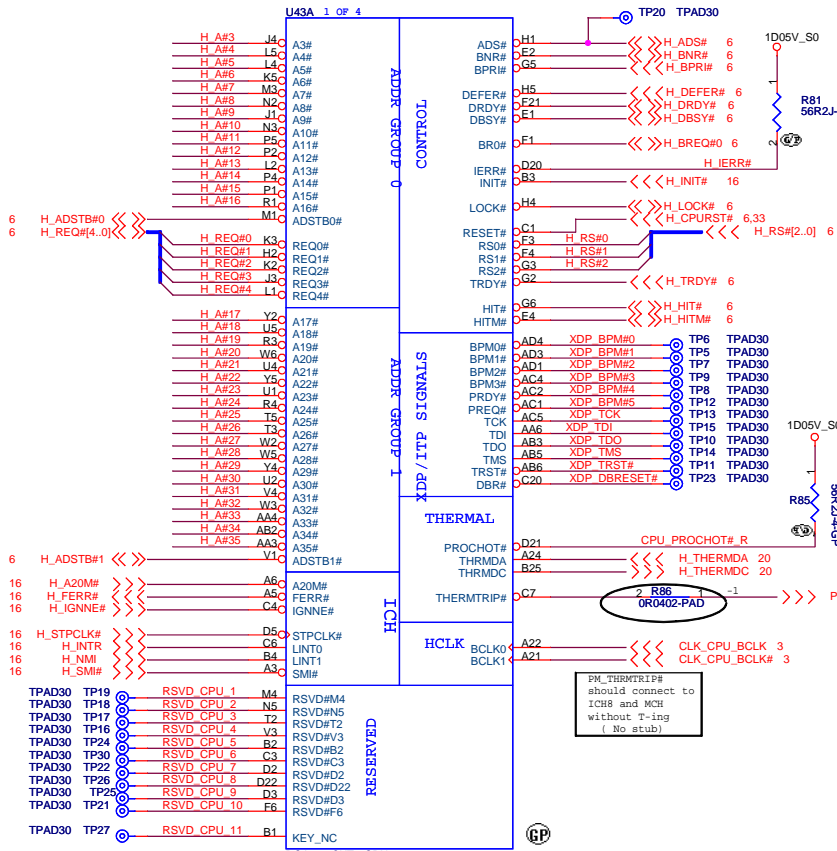 U43A 1 OF 4
TP20 TPAD30
1D05V_S0
H_A#3 J4 A3#
H_A#4 L5 A4#
H_A#5 L4 A5#
H_A#6 K5 A6#
H_A#7 M3 A7#
H_A#8 N2 A8#
H_A#9 J1 A9#
H_A#10 N3 A10#
H_A#11 P5 A11#
H_A#12 P2 A12#
H_A#13 L2 A13#
H_A#14 P4 A14#
H_A#15 P1 A15#
H_A#16 R1 A16#
6 H_ADSTB#0 M1 ADSTB0#
6 H_REQ#[4..0]
H_REQ#0 K3 REQ0#
H_REQ#1 H2 REQ1#
H_REQ#2 K2 REQ2#
H_REQ#3 J3 REQ3#
H_REQ#4 L1 REQ4#
ADDR GROUP 0
CONTROL
ADS# H1 H_ADS# 6
BNR# E2 H_BNR# 6
BPRI# G5 H_BPRI# 6
DEFER# H5 H_DEFER# 6
DRDY# F21 H_DRDY# 6
DBSY# E1 H_DBSY# 6
BR0# F1 H_BREQ#0 6
IERR# D20 H_IERR#
INIT# B3 H_INIT# 16
LOCK# H4 H_LOCK# 6
RESET# C1 H_CPURST# 6,33
RS0# F3 H_RS#0
RS1# F4 H_RS#1
RS2# G3 H_RS#2
H_RS#[2..0] 6
TRDY# G2 H_TRDY# 6
HIT# G6 H_HIT# 6
HITM# E4 H_HITM# 6
1
R81
56R2J-
2
H_A#17 Y2 A17#
H_A#18 U5 A18#
H_A#19 R3 A19#
H_A#20 W6 A20#
H_A#21 U4 A21#
H_A#22 Y5 A22#
H_A#23 U1 A23#
H_A#24 R4 A24#
H_A#25 T5 A25#
H_A#26 T3 A26#
H_A#27 W2 A27#
H_A#28 W5 A28#
H_A#29 Y4 A29#
H_A#30 U2 A30#
H_A#31 V4 A31#
H_A#32 W3 A32#
H_A#33 AA4 A33#
H_A#34 AB2 A34#
H_A#35 AA3 A35#
6 H_ADSTB#1 V1 ADSTB1#
ADDR GROUP 1
XDP/ITP SIGNALS
BPM0# AD4 XDP_BPM#0 TP6 TPAD30
BPM1# AD3 XDP_BPM#1 TP5 TPAD30
BPM2# AD1 XDP_BPM#2 TP7 TPAD30
BPM3# AC4 XDP_BPM#3 TP9 TPAD30
PRDY# AC2 XDP_BPM#4 TP8 TPAD30
PREQ# AC1 XDP_BPM#5 TP12 TPAD30
TCK AC5 XDP_TCK TP13 TPAD30
TDI AA6 XDP_TDI TP15 TPAD30
TDO AB3 XDP_TDO TP10 TPAD30
TMS AB5 XDP_TMS TP14 TPAD30
TRST# AB6 XDP_TRST# TP11 TPAD30
DBR# C20 XDP_DBRESET# TP23 TPAD30
1D05V_S0
1
R85
56R2J-4-GP
2
THERMAL
PROCHOT# D21 CPU_PROCHOT#_R
THRMDA A24 H_THERMDA 20
THRMDC B25 H_THERMDC 20
THERMTRIP# C7 2 R86 1 -1 P
0R0402-PAD
16 H_A20M# A6 A20M#
16 H_FERR# A5 FERR#
16 H_IGNNE# C4 IGNNE#
16 H_STPCLK# D5 STPCLK#
16 H_INTR C6 LINT0
16 H_NMI B4 LINT1
16 H_SMI# A3 SMI#
ICH
HCLK
BCLK0 A22 CLK_CPU_BCLK 3
BCLK1 A21 CLK_CPU_BCLK# 3
PM_THRMTRIP#
should connect to
ICH8 and MCH
without T-ing
( No stub)
TPAD30 TP19 RSVD_CPU_1 M4 RSVD#M4
TPAD30 TP18 RSVD_CPU_2 N5 RSVD#N5
TPAD30 TP17 RSVD_CPU_3 T2 RSVD#T2
TPAD30 TP16 RSVD_CPU_4 V3 RSVD#V3
TPAD30 TP24 RSVD_CPU_5 B2 RSVD#B2
TPAD30 TP30 RSVD_CPU_6 C3 RSVD#C3
TPAD30 TP22 RSVD_CPU_7 D2 RSVD#D2
TPAD30 TP26 RSVD_CPU_8 D22 RSVD#D22
TPAD30 TP25 RSVD_CPU_9 D3 RSVD#D3
TPAD30 TP21 RSVD_CPU_10 F6 RSVD#F6
TPAD30 TP27 RSVD_CPU_11 B1 KEY_NC
RESERVED
GP